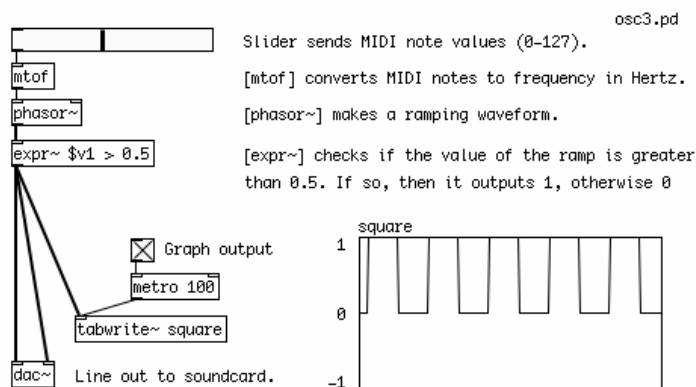 osc3.pd
Slider sends MIDI note values (0-127).
mtof
[mtof] converts MIDI notes to frequency in Hertz.
phasor~
[phasor~] makes a ramping waveform.
expr~ $v1 > 0.5
[expr~] checks if the value of the ramp is greater
than 0.5. If so, then it outputs 1, otherwise 0
square
1
Graph output
metro 100
0
tabwrite~ square
dac~
Line out to soundcard.
-1